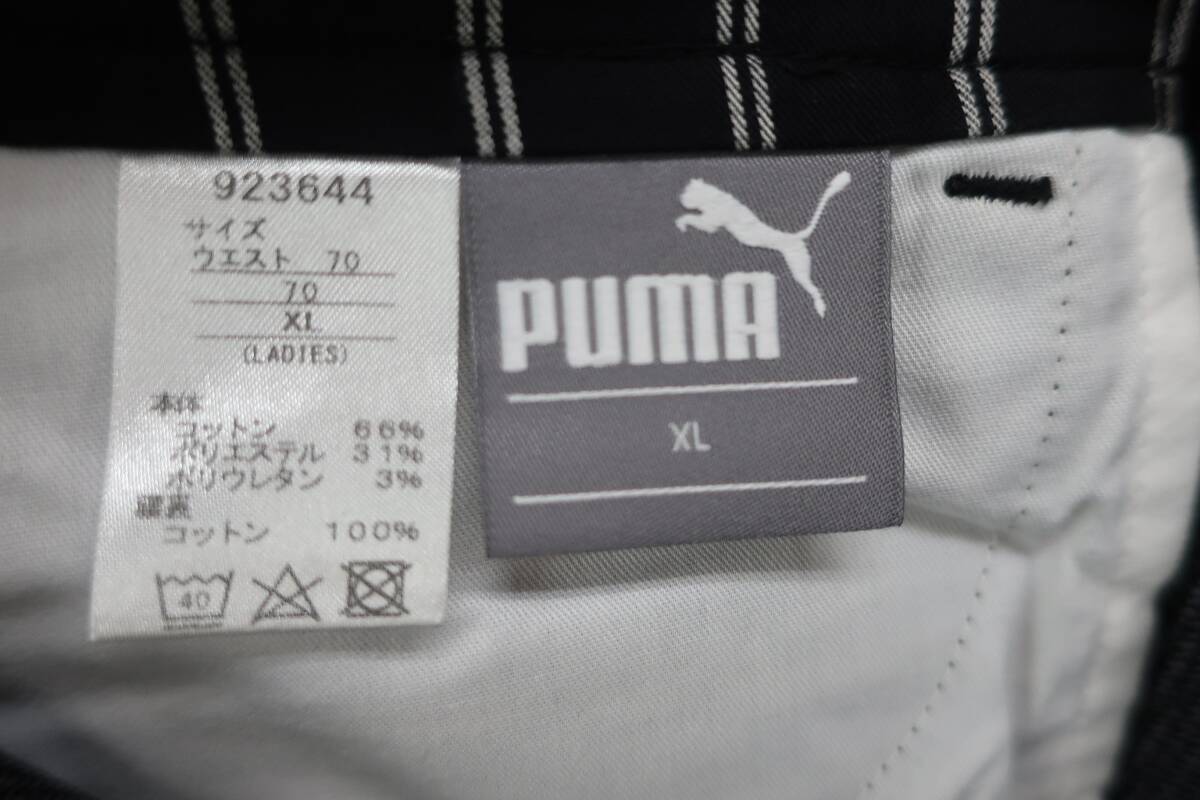 923644
サイズ
ウエスト 70
70
XL
(LADIES)
本体
コットン 66%
ポリエステル 31%
ポリウレタン 3%
コットン 100%
40
PUMA
XL